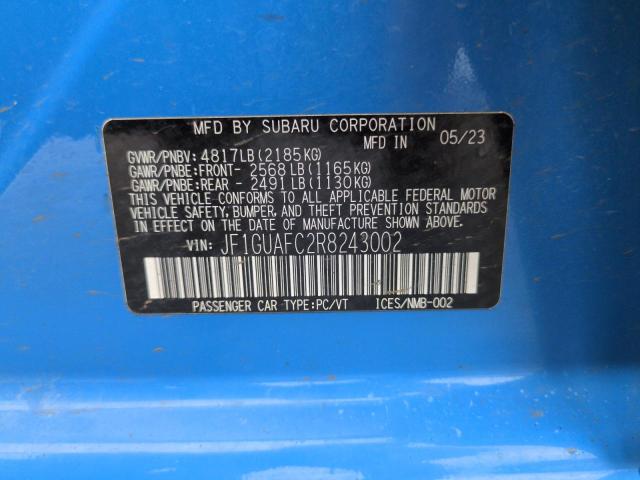 MFD BY SUBARU CORPORATION
MFD IN 05/23
GVWR/PNBV: 4817LB(2185KG)
GAWR/PNBE:FRONT- 2568 LB(1165KG)
GAWR/PNBE:REAR - 2491 LB(1130KG)
THIS VEHICLE CONFORMS TO ALL APPLICABLE FEDERAL MOTOR
VEHICLE SAFETY, BUMPER, AND THEFT PREVENTION STANDARDS
IN EFFECT ON THE DATE OF MANUFACTURE SHOWN ABOVE.
VIN: JF1GUAFC2R8243002
PASSENGER CAR TYPE:PC/VT ICES/NMB-002